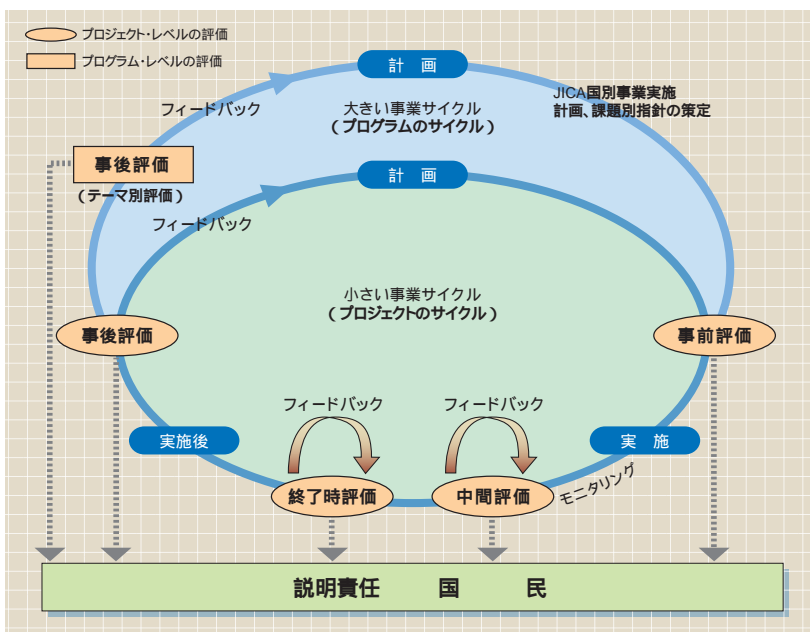 プロジェクト・レベルの評価
プログラム・レベルの評価
計　画
フィードバック
大きい事業サイクル
(プログラムのサイクル)
JICA国別事業実施
計画、課題別指針の策定
事後評価
(テーマ別評価)
計　画
フィードバック
小さい事業サイクル
(プロジェクトのサイクル)
事後評価
事前評価
フィードバック
フィードバック
実施後
実　施
終了時評価
中間評価
モニタリング
説明責任　国　民